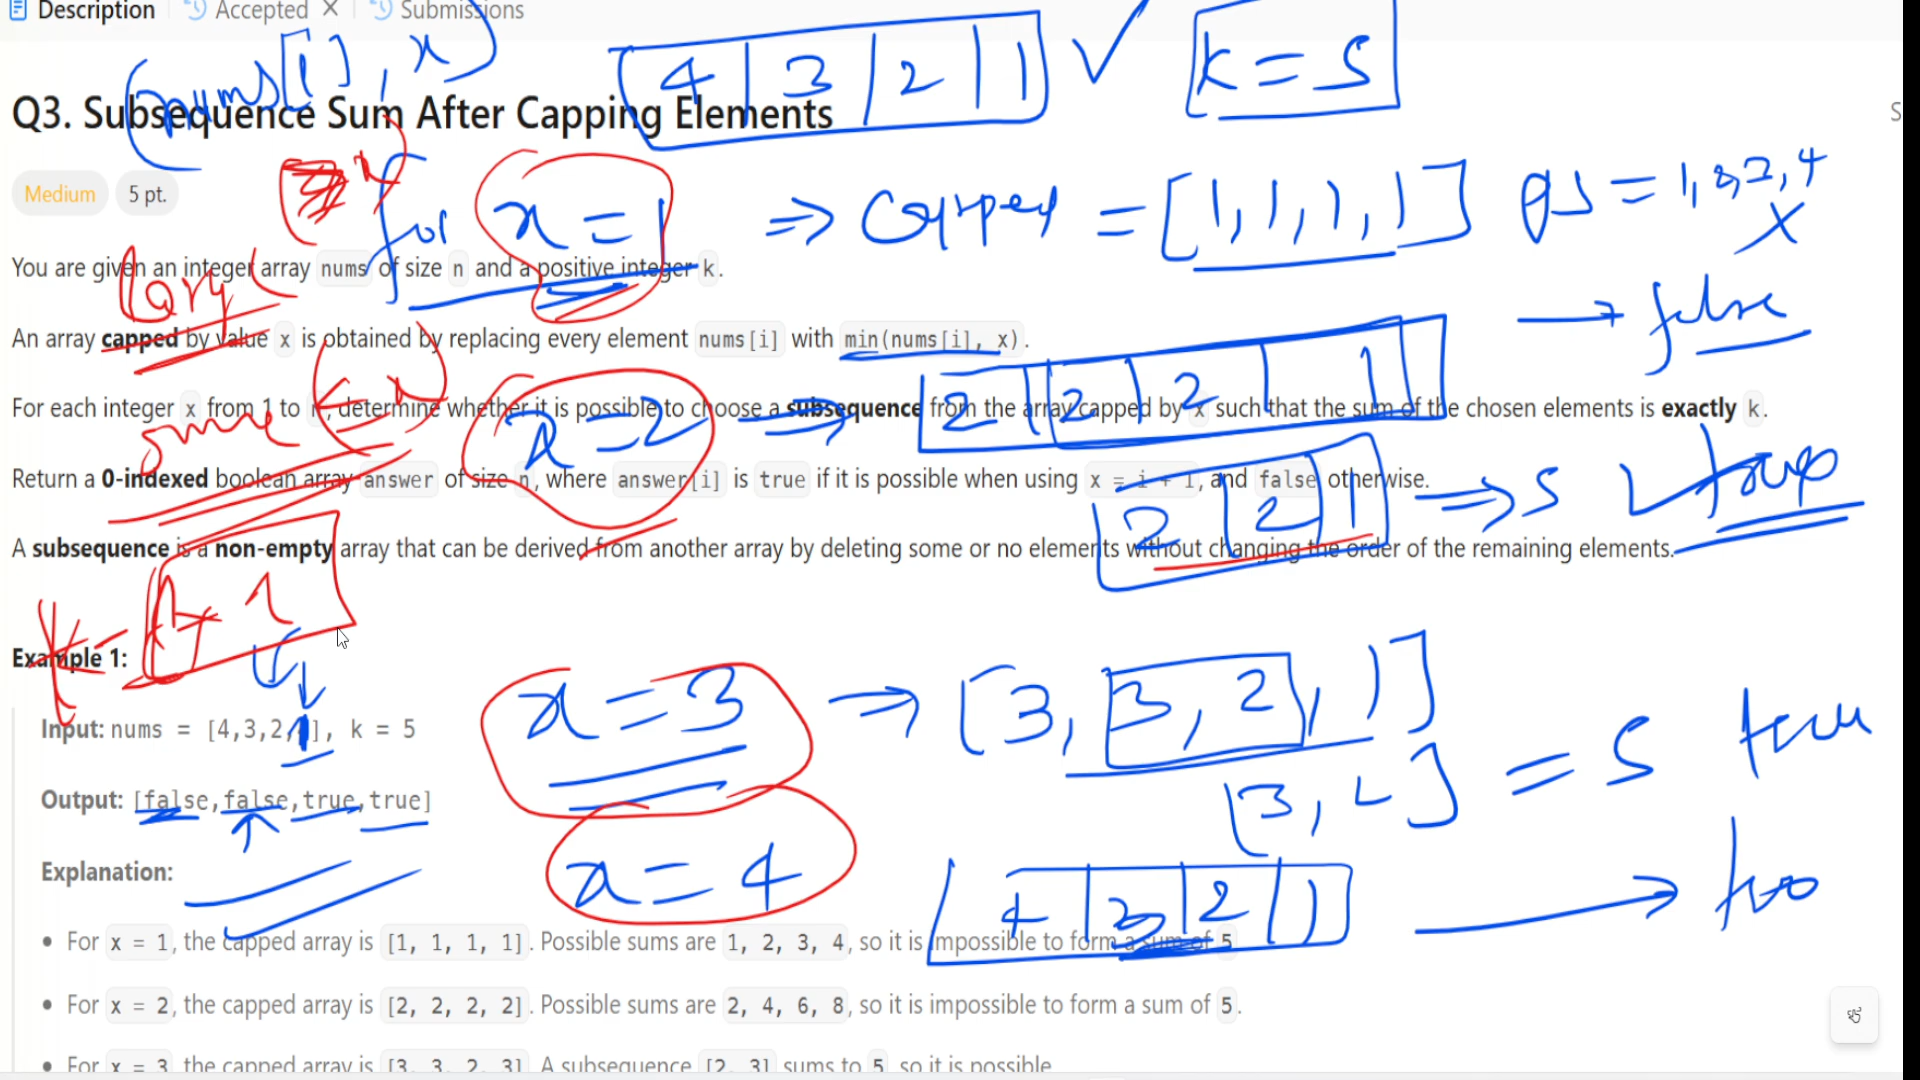 Description Accepted Submissions
(nums[i], x) 4 | 3 | 2 | 1 k = 5
Q3. Subsequence Sum After Capping Elements
Medium 5 pt.
for x = 1 => Capped = [1, 1, 1, 1]
You are given an integer array nums of size n and a positive integer k.
false
An array capped by value x is obtained by replacing every element nums[i] with min(nums[i], x).
x = 2 2 | 2 | 2 | 1
For each integer x from 1 to n, determine whether it is possible to choose a subsequence from the array capped by x such that the sum of the chosen elements is exactly k.
Return a 0-indexed boolean array answer of size n, where answer[i] is true if it is possible when using x = i + 1, and false otherwise.
2 | 2 | 1 => 5
A subsequence is a non-empty array that can be derived from another array by deleting some or no elements without changing the order of the remaining elements.
Example 1:
x = 3 → [3, 3, 2, 1]
Input: nums = [4,3,2,1], k = 5
= 5
Output: [false,false,true,true]
Explanation:
x = 4 4 | 3 | 2 | 1
For x = 1, the capped array is [1, 1, 1, 1]. Possible sums are 1, 2, 3, 4, so it is impossible to form a sum of 5
For x = 2, the capped array is [2, 2, 2, 2]. Possible sums are 2, 4, 6, 8, so it is impossible to form a sum of 5.
For x = 3, the capped array is [3, 3, 2, 3]. A subsequence [2, 3] sums to 5, so it is possible